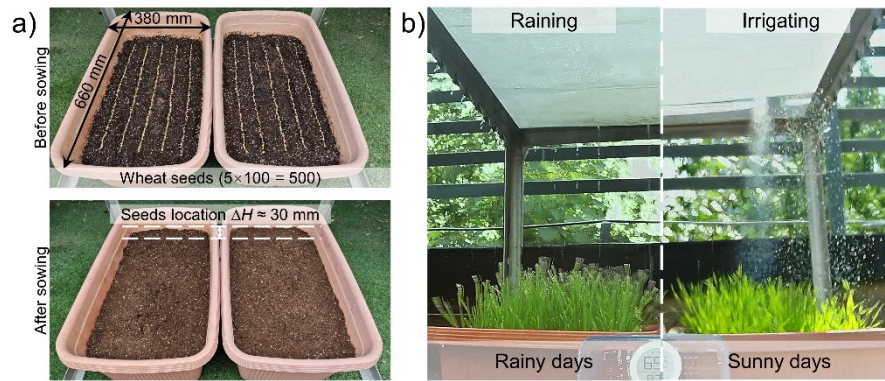 a)
380 mm
660 mm
Before sowing
Wheat seeds (5×100 = 500)
Seeds location ΔH ≈ 30 mm
After sowing
b)
Raining
Irrigating
Rainy days
Sunny days